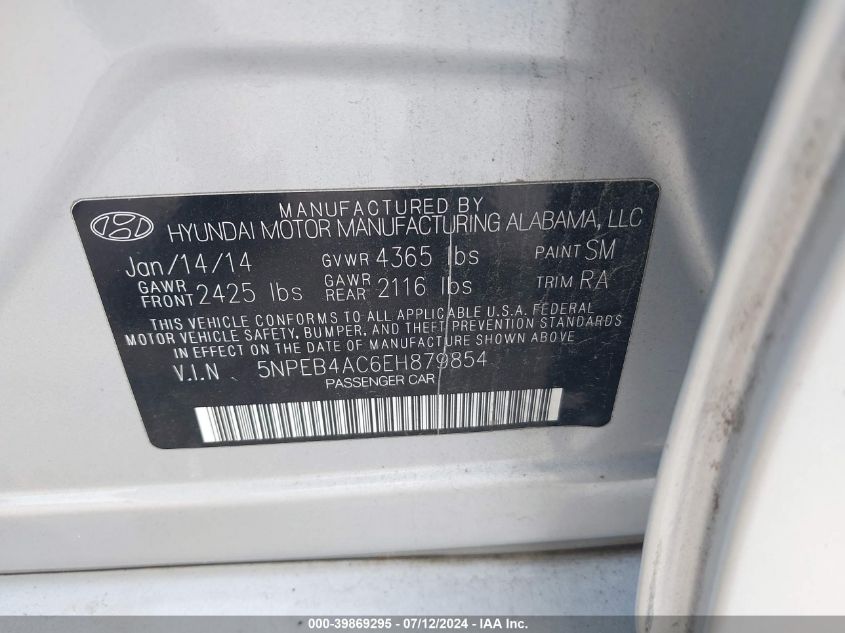 MANUFACTURED BY
HYUNDAI MOTOR MANUFACTURING ALABAMA, LLC
Jan/14/14 GVWR 4365 lbs PAINT SM
GAWR FRONT 2425 lbs GAWR REAR 2116 lbs TRIM RA
THIS VEHICLE CONFORMS TO ALL APPLICABLE U.S.A. FEDERAL
MOTOR VEHICLE SAFETY, BUMPER, AND THEFT PREVENTION STANDARDS
IN EFFECT ON THE DATE OF MANUFACTURE SHOWN ABOVE
V.I.N 5NPEB4AC6EH879854
PASSENGER CAR
000-39869295 - 07/12/2024 - IAA Inc.